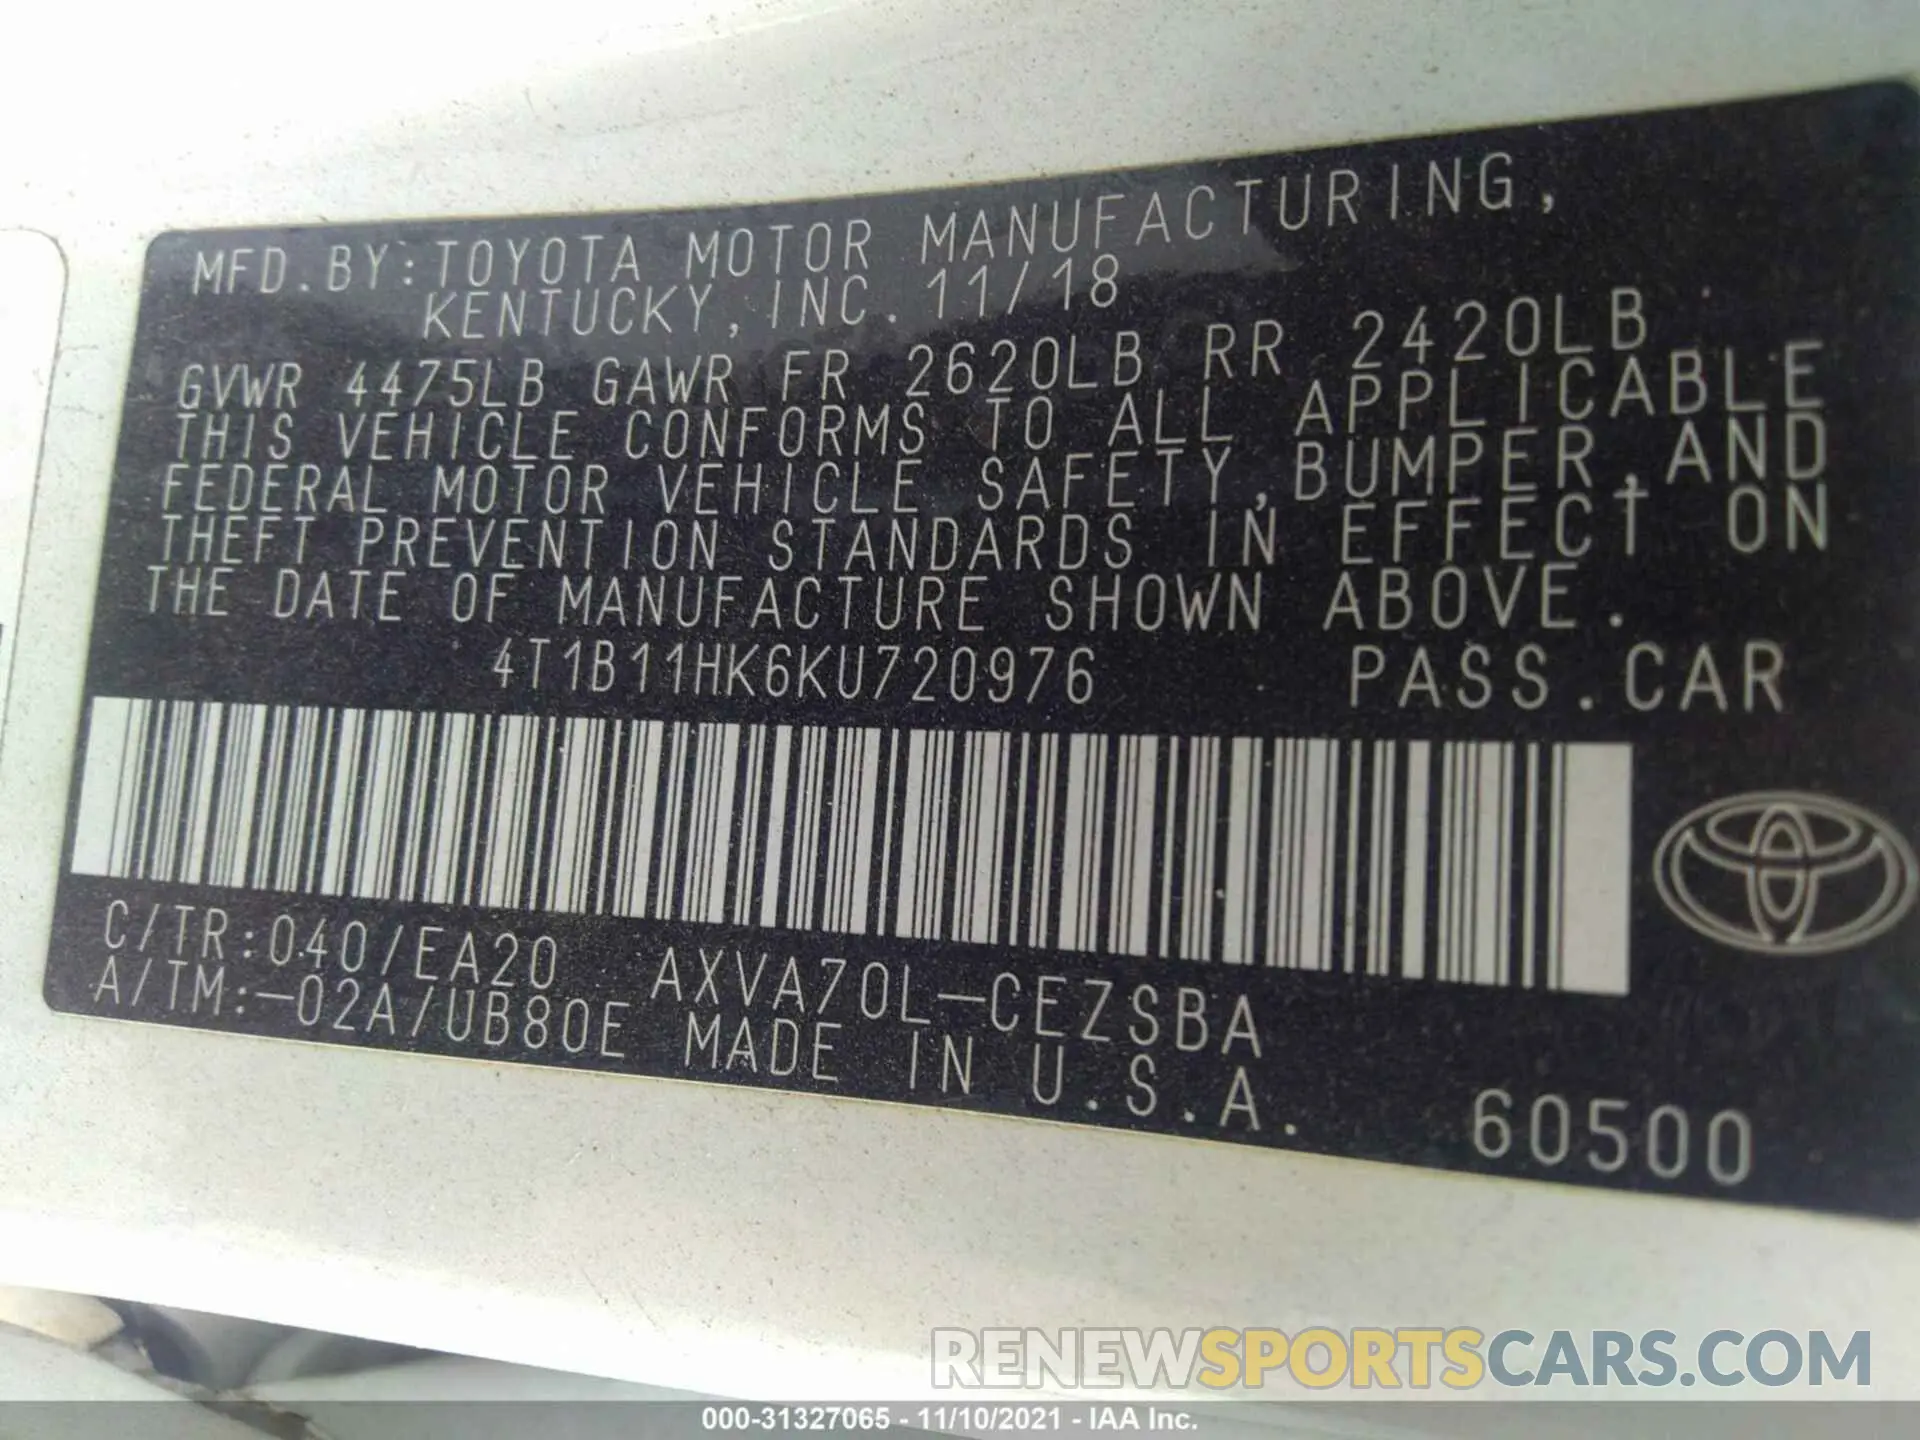 MFD.BY:TOYOTA MOTOR MANUFACTURING,
KENTUCKY,INC. 11/18
GVWR 4475LB GAWR FR 2620LB RR 2420LB
THIS VEHICLE CONFORMS TO ALL APPLICABLE
FEDERAL MOTOR VEHICLE SAFETY,BUMPER,AND
THEFT PREVENTION STANDARDS IN EFFECT ON
THE DATE OF MANUFACTURE SHOWN ABOVE.
4T1B11HK6KU720976 PASS.CAR
C/TR:040/EA20 AXVA70L-CEZSBA
A/TM:-02A/UB80E MADE IN U.S.A.
60500
RENEWSPORTSCARS.COM
000-31327065 - 11/10/2021 - IAA Inc.